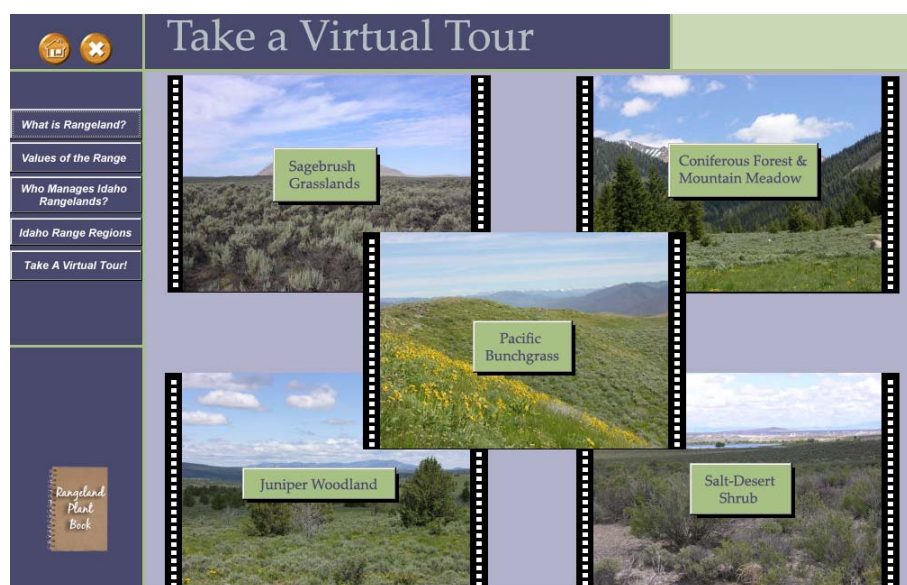 Take a Virtual Tour
What is Rangeland?
Values of the Range
Who Manages Idaho
Rangelands?
Idaho Range Regions
Take A Virtual Tour!
Rangeland
Plant
Book
Sagebrush
Grasslands
Coniferous Forest &
Mountain Meadow
Pacific
Bunchgrass
Juniper Woodland
Salt-Desert
Shrub